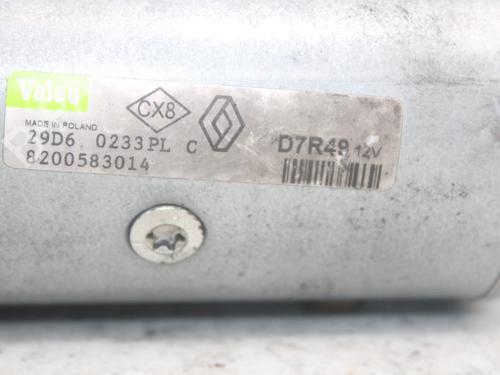 Valeo
CX8
MADE IN POLAND
29D6 0233PL C
8200583014
D7R49 12V